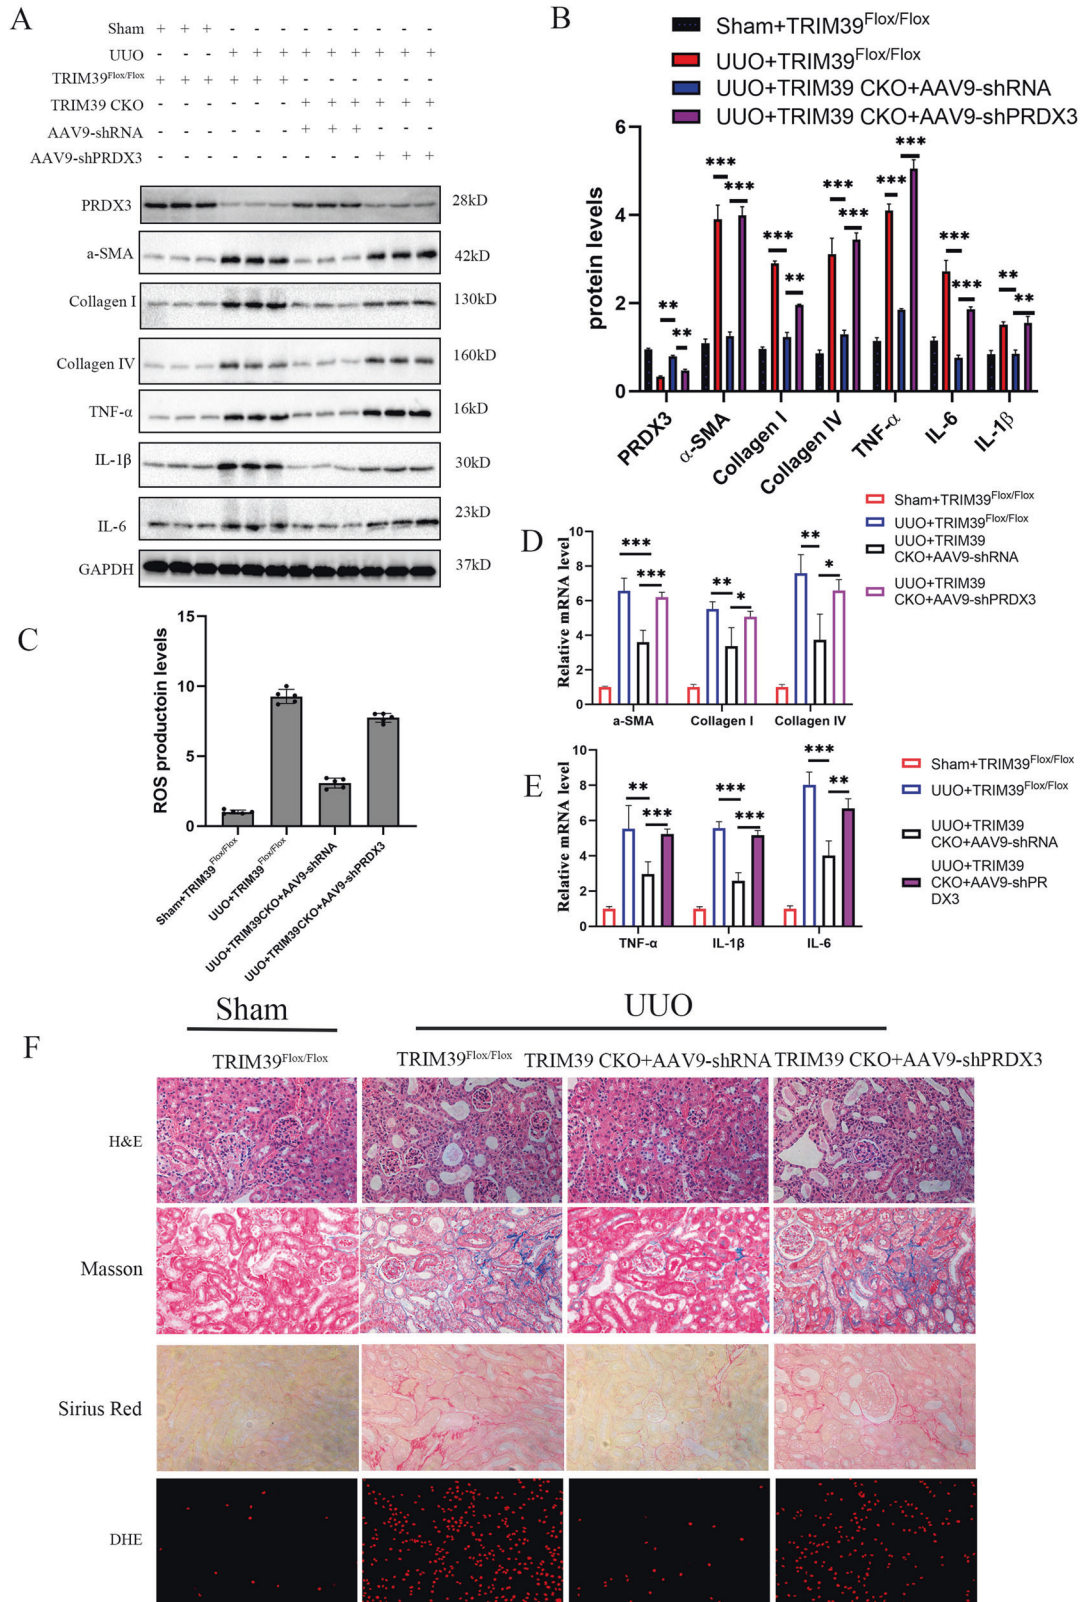 A
Sham + + + - - - - - - - - -
UUO - - - + + + + + + + + +
TRIM39Flox/Flox + + + + + + - - - - - -
TRIM39 CKO - - - - - - + + + + + +
AAV9-shRNA - - - - - - + + + - - -
AAV9-shPRDX3 - - - - - - - - - + + +
PRDX3 28kD
a-SMA 42kD
Collagen I 130kD
Collagen IV 160kD
TNF-α 16kD
IL-1β 30kD
IL-6 23kD
GAPDH 37kD
B
Sham+TRIM39Flox/Flox
UUO+TRIM39Flox/Flox
UUO+TRIM39 CKO+AAV9-shRNA
UUO+TRIM39 CKO+AAV9-shPRDX3
protein levels
6
4
2
0
** ** *** *** *** ** *** *** *** *** *** *** ** **
PRDX3
α-SMA
Collagen I
Collagen IV
TNF-α
IL-6
IL-1β
C
ROS productoin levels
15
10
5
0
Sham+TRIM39Flox/Flox
UUO+TRIM39Flox/Flox
UUO+TRIM39CKO+AAV9-shRNA
UUO+TRIM39CKO+AAV9-shPRDX3
D
Relative mRNA level
10
8
6
4
2
0
*** *** ** * ** *
a-SMA Collagen I Collagen IV
Sham+TRIM39Flox/Flox
UUO+TRIM39Flox/Flox
UUO+TRIM39
CKO+AAV9-shRNA
UUO+TRIM39
CKO+AAV9-shPRDX3
E
Relative mRNA level
10
8
6
4
2
0
** *** *** *** *** **
TNF-α IL-1β IL-6
Sham+TRIM39Flox/Flox
UUO+TRIM39Flox/Flox
UUO+TRIM39
CKO+AAV9-shRNA
UUO+TRIM39
CKO+AAV9-shPR
DX3
F
Sham UUO
TRIM39Flox/Flox TRIM39Flox/Flox TRIM39 CKO+AAV9-shRNA TRIM39 CKO+AAV9-shPRDX3
H&E
Masson
Sirius Red
DHE